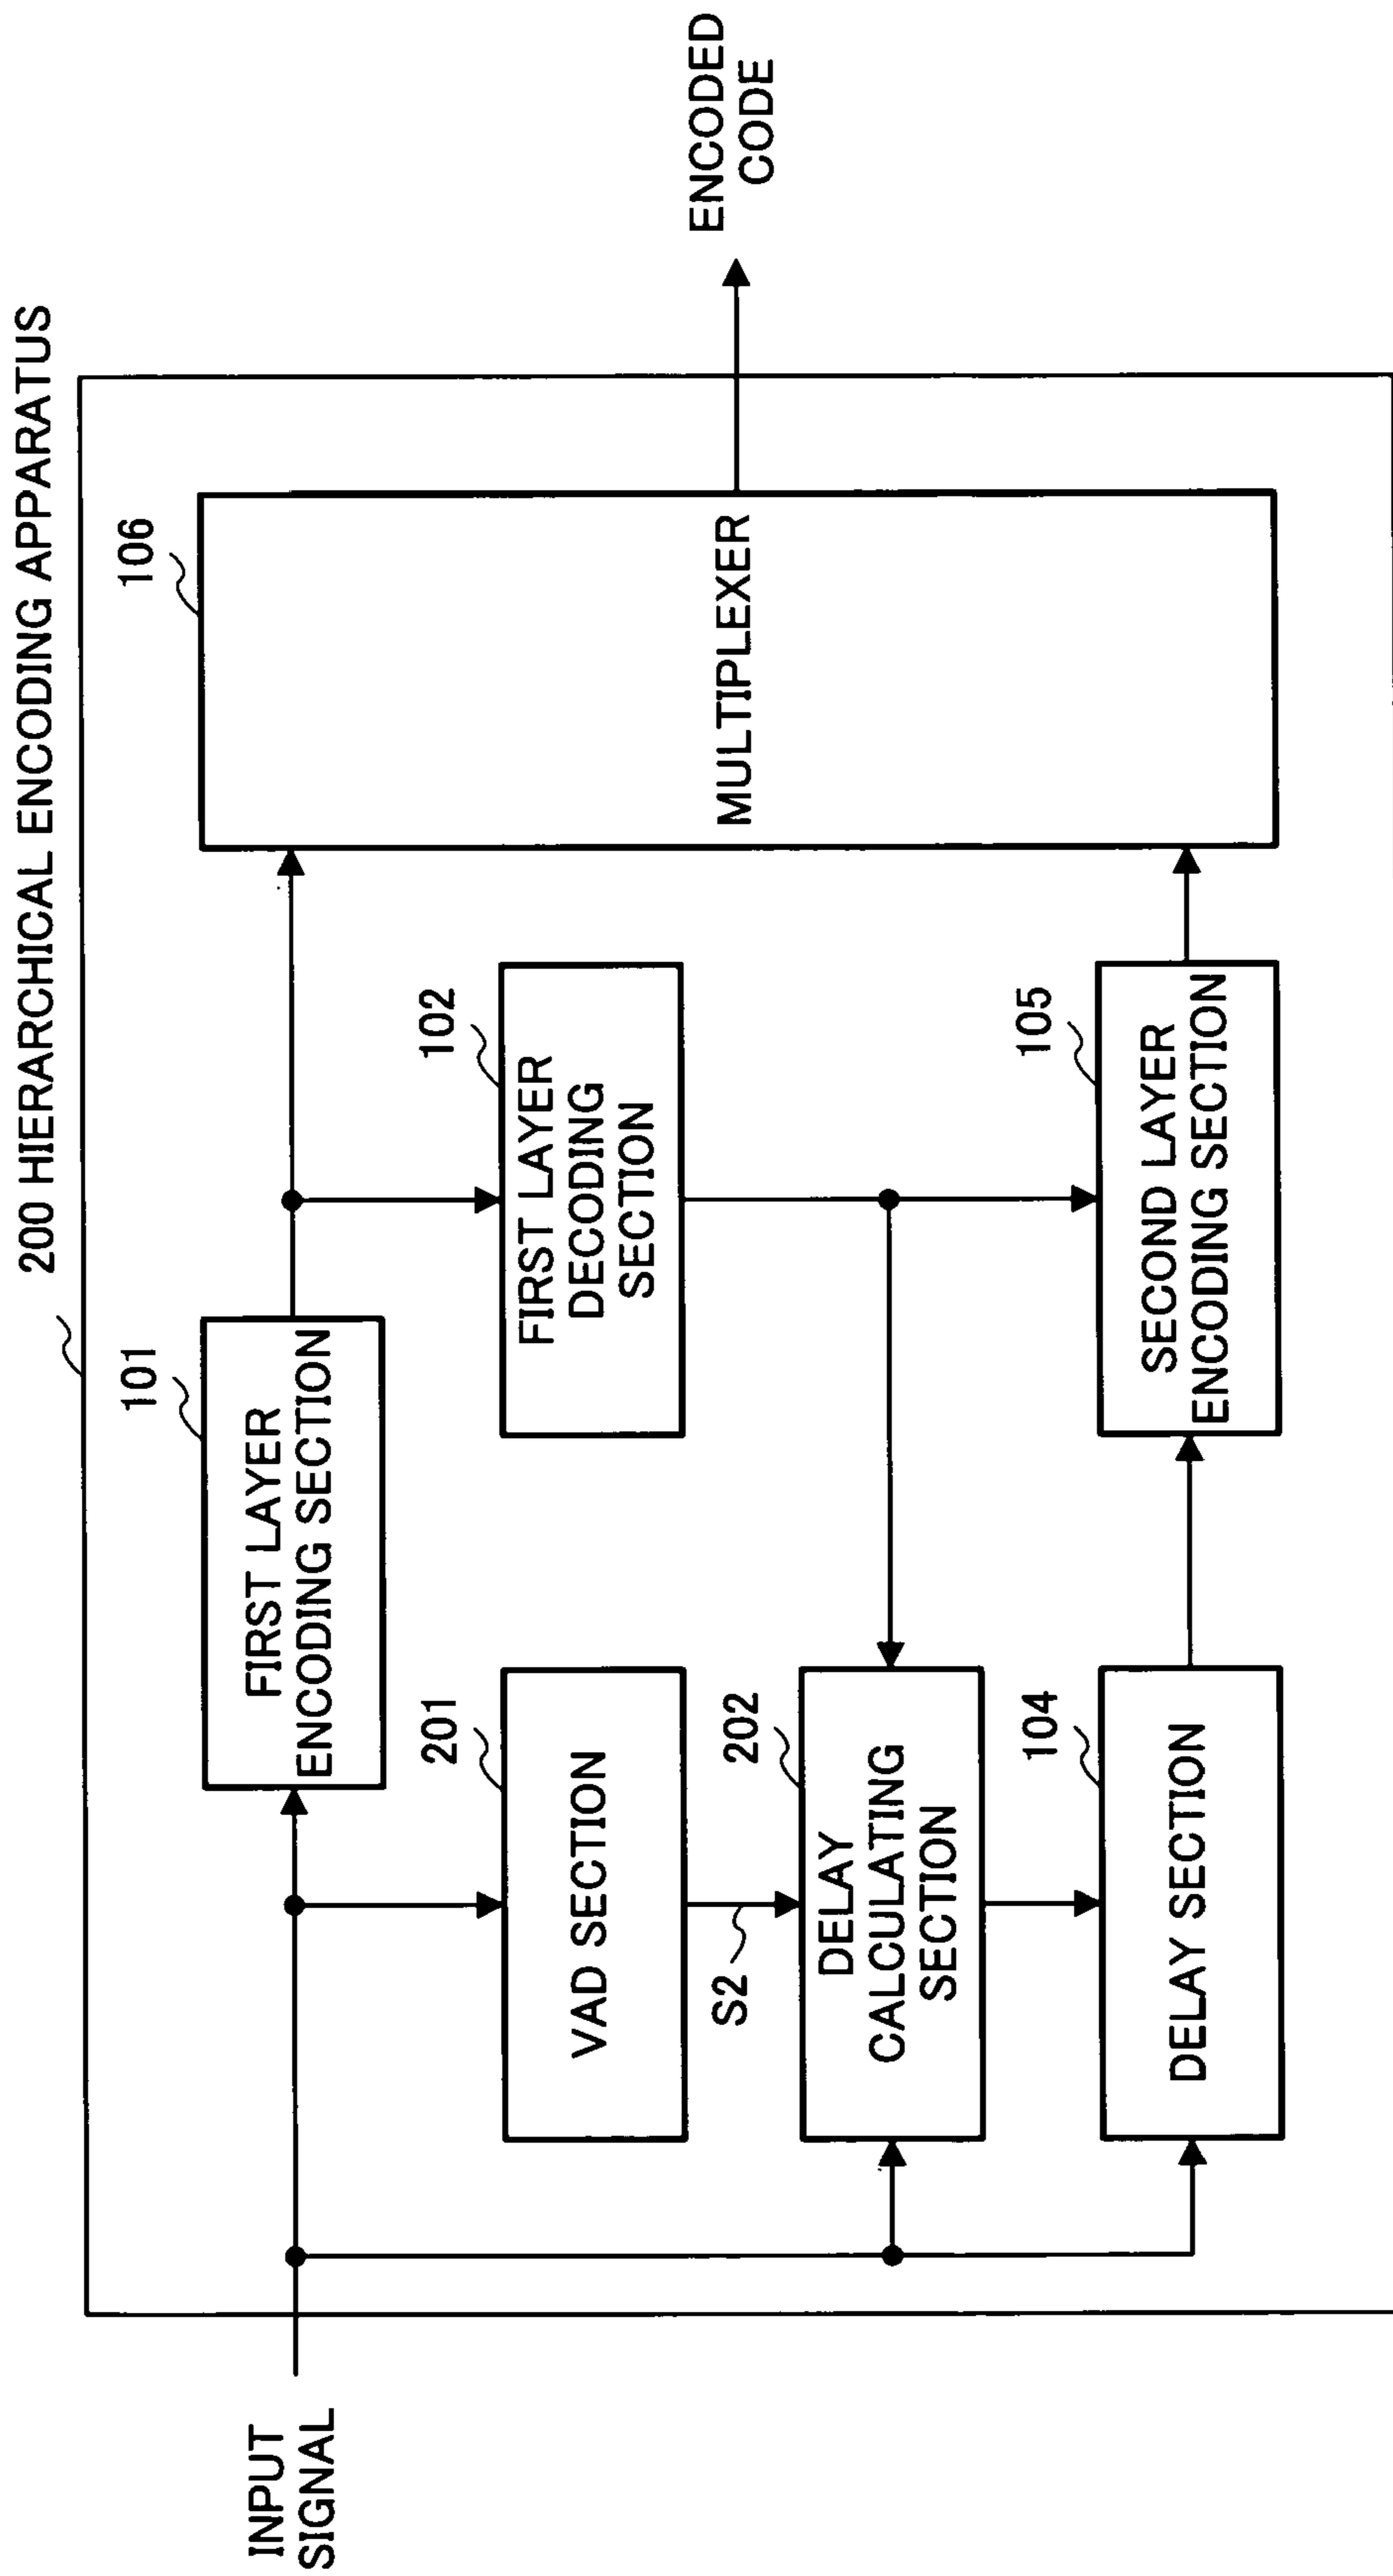 200 HIERARCHICAL ENCODING APPARATUS
INPUT
SIGNAL
101
FIRST LAYER
ENCODING SECTION
106
MULTIPLEXER
ENCODED
CODE
201
VAD SECTION
102
FIRST LAYER
DECODING
SECTION
S2
202
DELAY
CALCULATING
SECTION
104
DELAY SECTION
105
SECOND LAYER
ENCODING SECTION